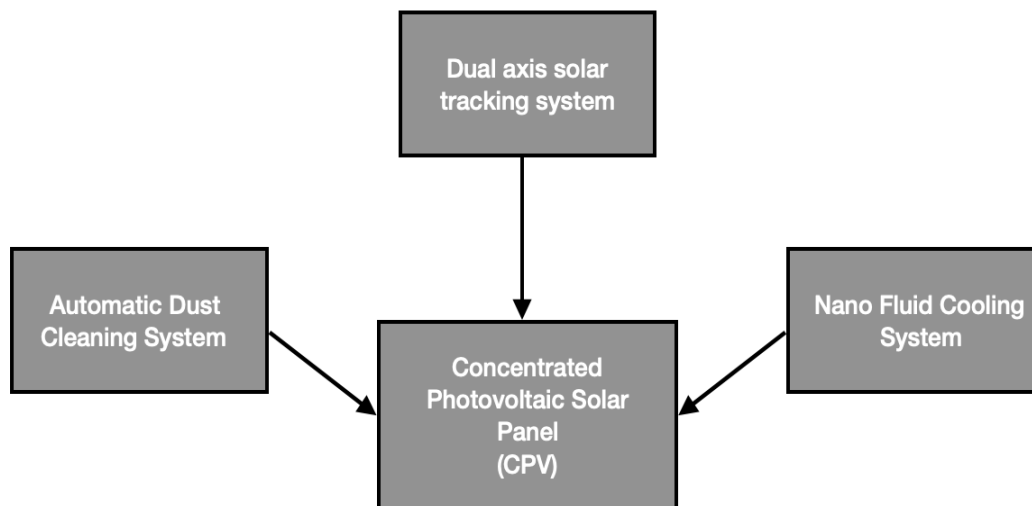 Dual axis solar
tracking system
Automatic Dust
Cleaning System
Nano Fluid Cooling
System
Concentrated
Photovoltaic Solar
Panel
(CPV)